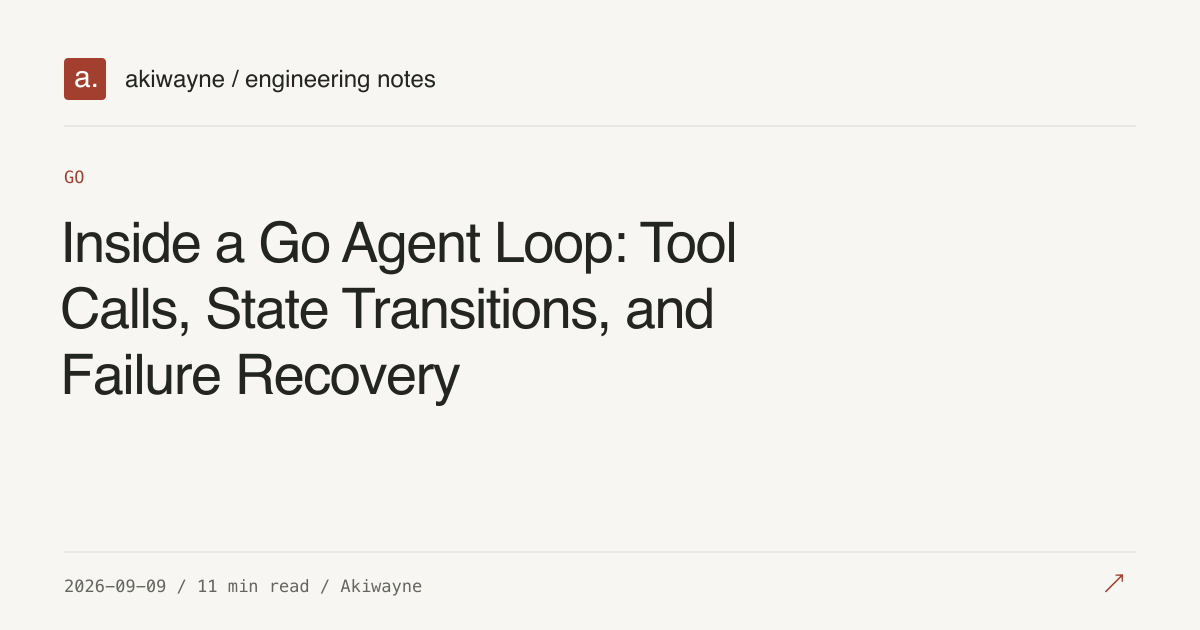 a.
akiwayne / engineering notes
GO
Inside a Go Agent Loop: Tool
Calls, State Transitions, and
Failure Recovery
2026-09-09 / 11 min read / Akiwayne